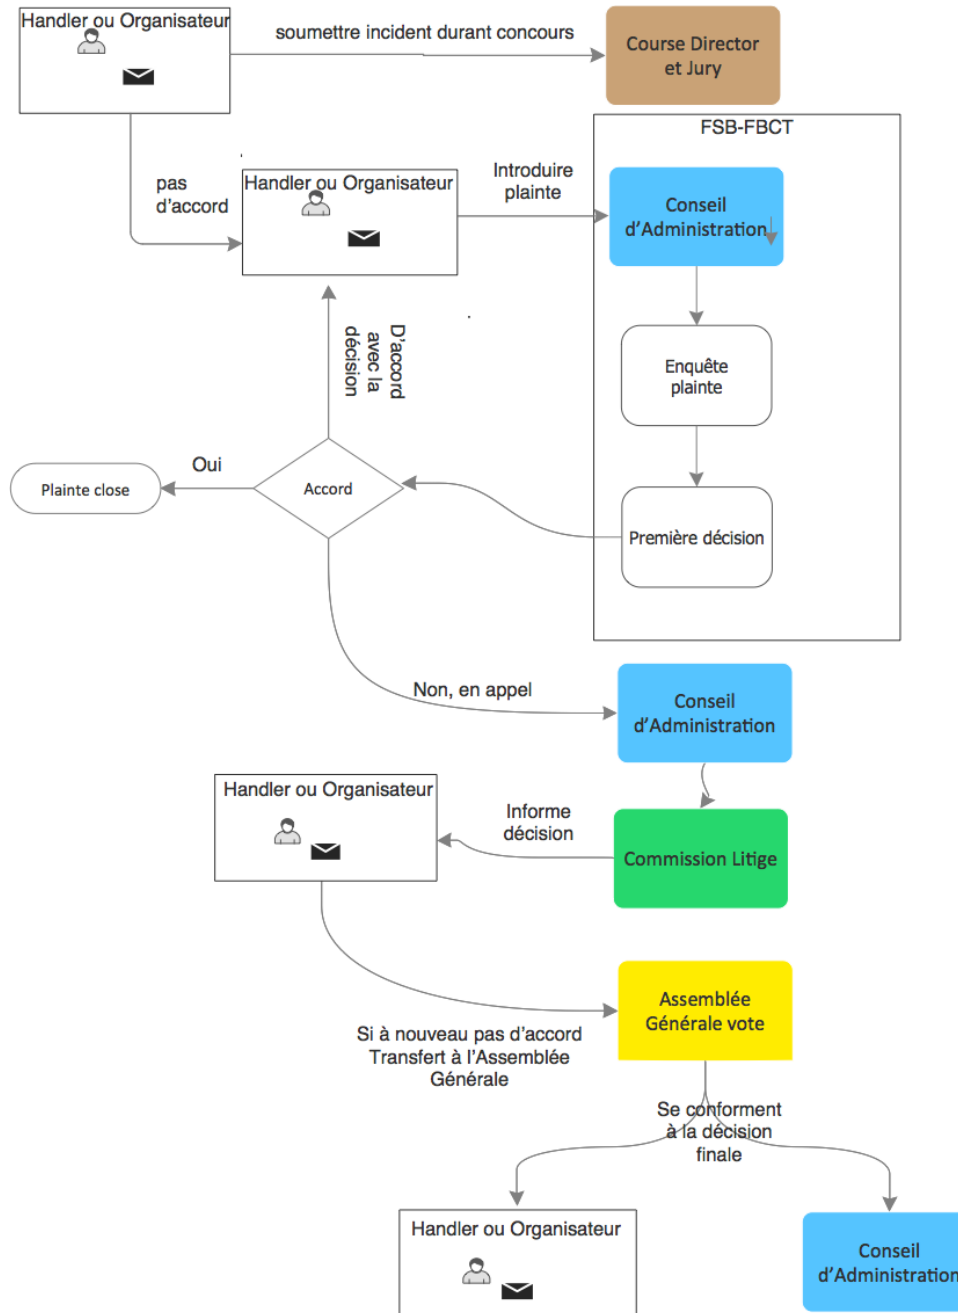 Handler ou Organisateur
soumettre incident durant concours
Course Director
et Jury
FSB-FBCT
pas
d'accord
Handler ou Organisateur
Introduire
plainte
Conseil
d'Administration
D'accord
avec la
décision
Enquête
plainte
Oui
Plainte close
Accord
Première décision
Non, en appel
Conseil
d'Administration
Handler ou Organisateur
Informe
décision
Commission Litige
Assemblée
Générale vote
Si à nouveau pas d'accord
Transfert à l'Assemblée
Générale
Se conforment
à la décision
finale
Handler ou Organisateur
Conseil
d'Administration